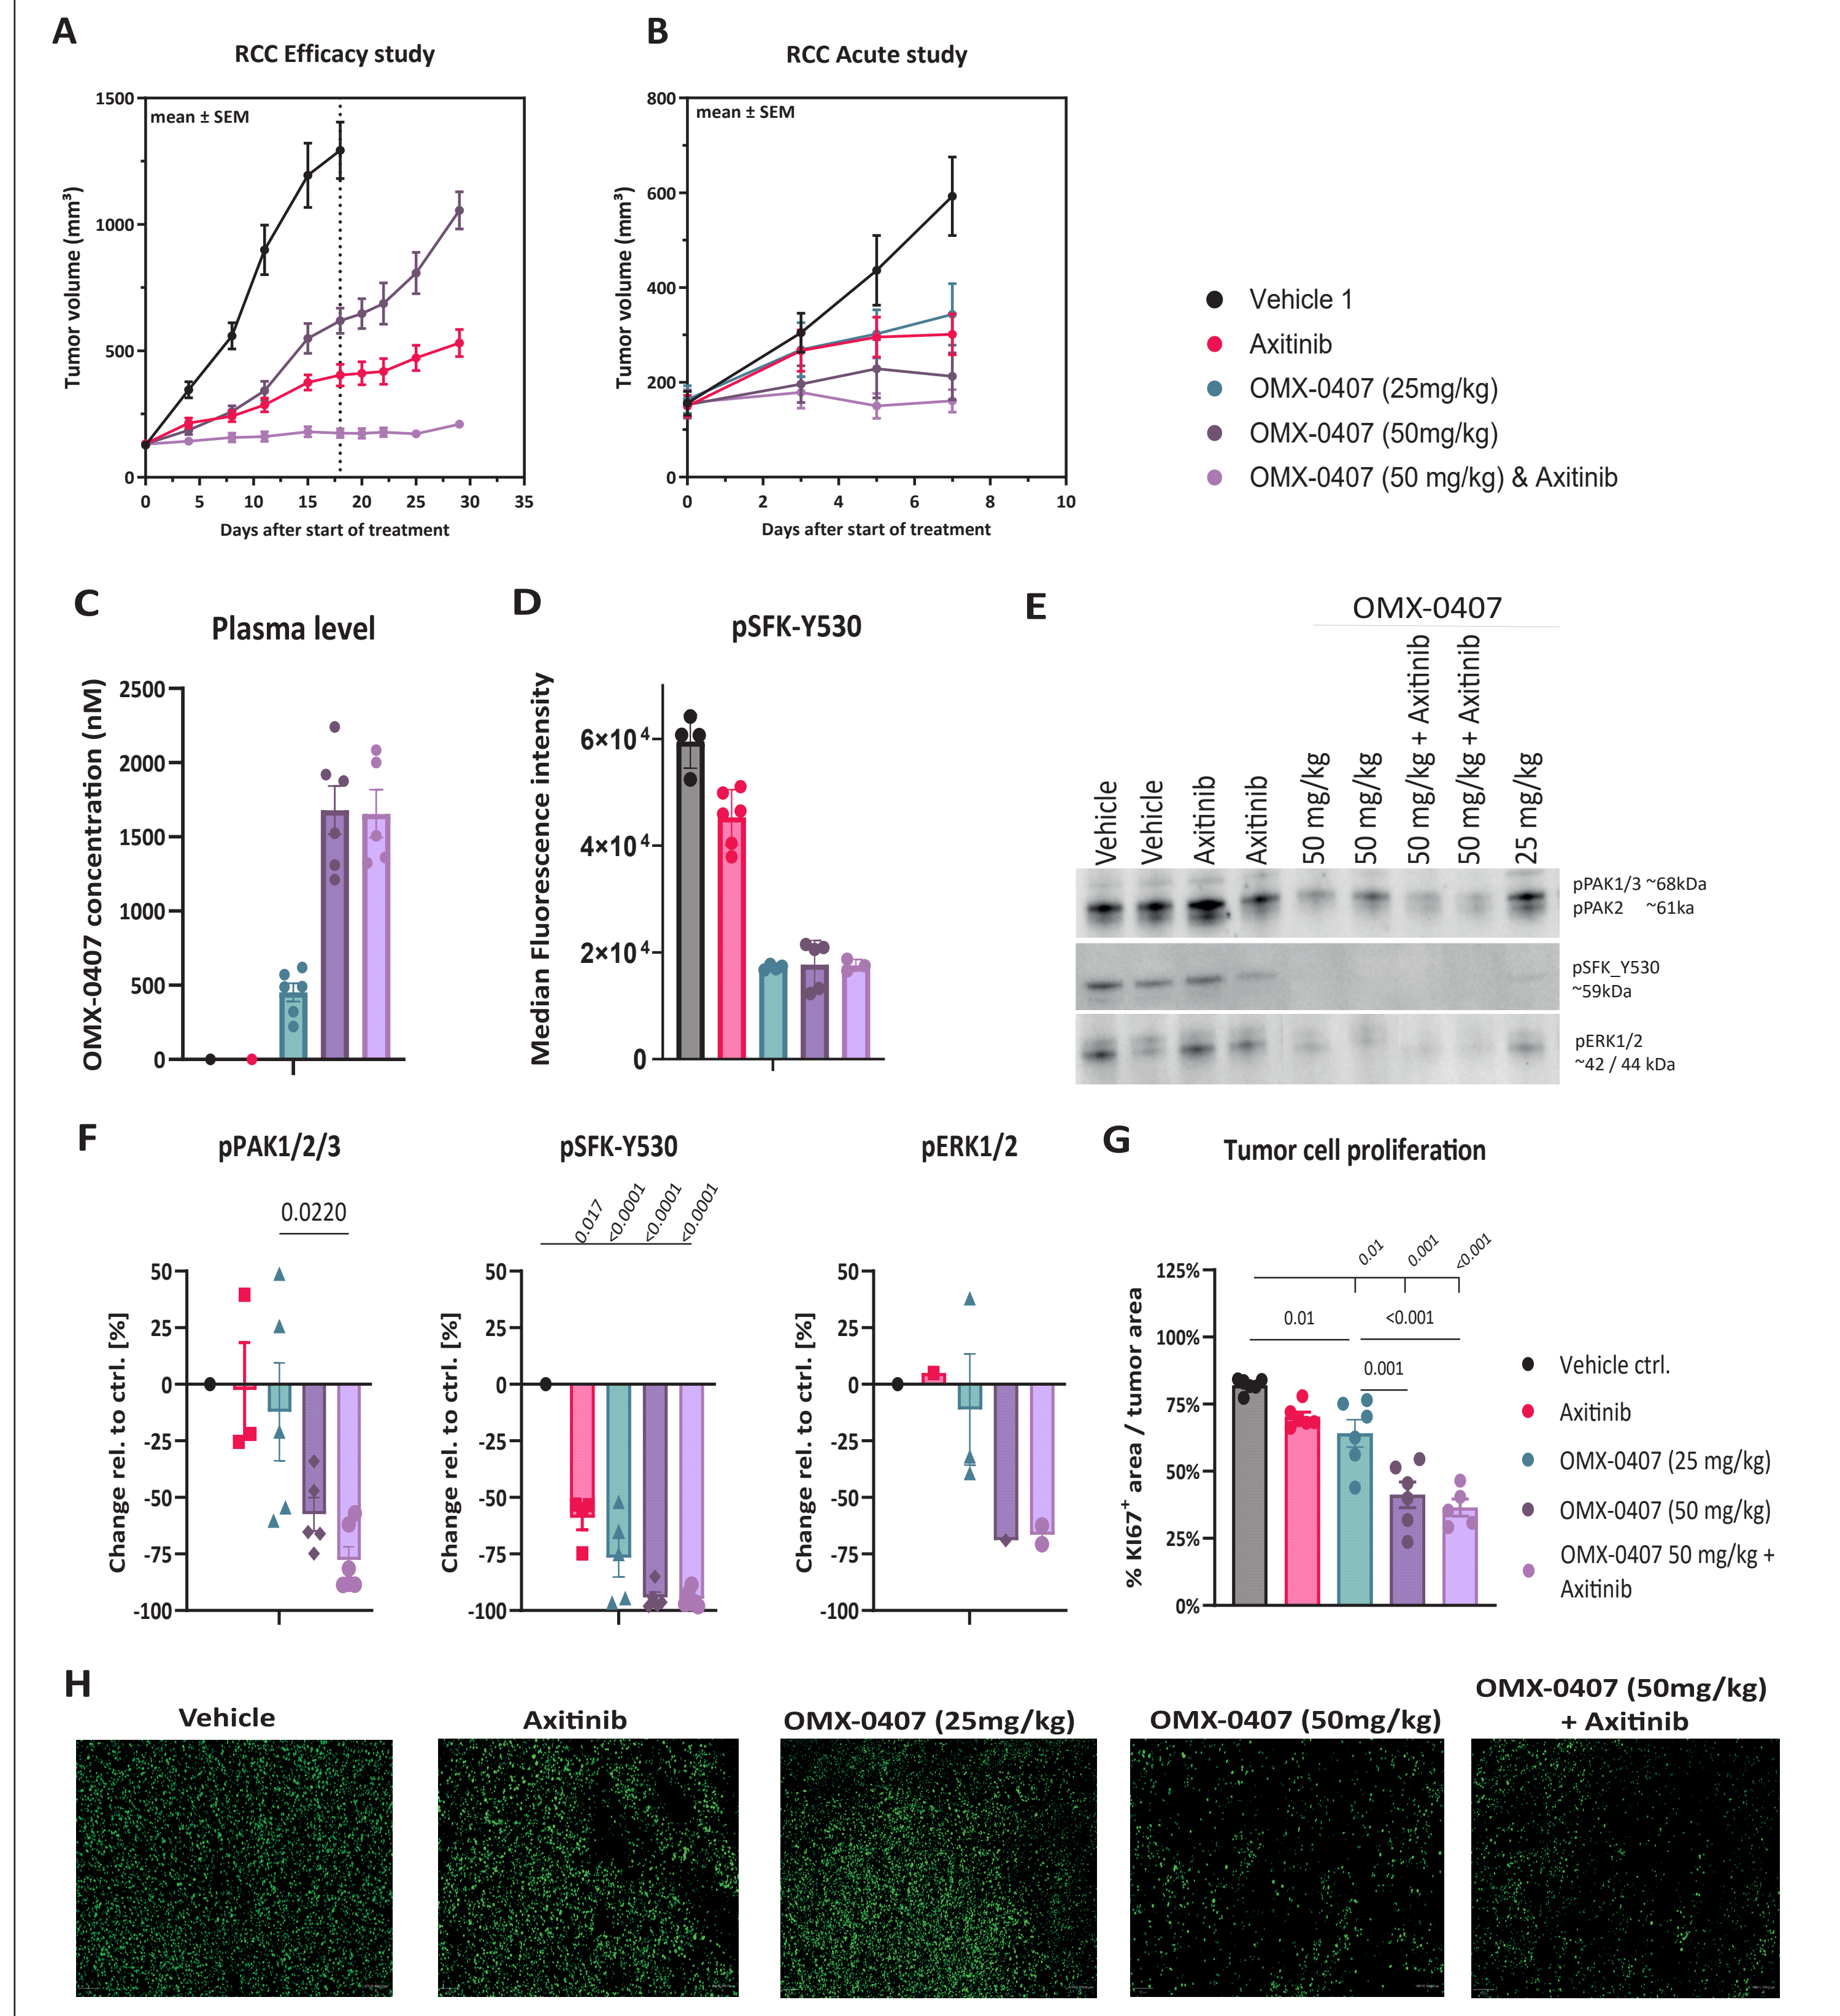 A
RCC Efficacy study
mean ± SEM
Tumor volume (mm³)
1500
1000
500
0
0 5 10 15 20 25 30 35
Days after start of treatment
B
RCC Acute study
mean ± SEM
Tumor volume (mm³)
800
600
400
200
0
0 2 4 6 8 10
Days after start of treatment
Vehicle 1
Axitinib
OMX-0407 (25mg/kg)
OMX-0407 (50mg/kg)
OMX-0407 (50 mg/kg) & Axitinib
C
Plasma level
OMX-0407 concentration (nM)
2500
2000
1500
1000
500
0
D
pSFK-Y530
Median Fluorescence intensity
6×10⁴
4×10⁴
2×10⁴
0
E
OMX-0407
Vehicle
Vehicle
Axitinib
Axitinib
50 mg/kg
50 mg/kg
50 mg/kg + Axitinib
50 mg/kg + Axitinib
25 mg/kg
pPAK1/3 ~68kDa
pPAK2 ~61ka
pSFK_Y530
~59kDa
pERK1/2
~42 / 44 kDa
F
pPAK1/2/3
0.0220
Change rel. to ctrl. [%]
50
25
0
-25
-50
-75
-100
pSFK-Y530
0.017
<0.0001
<0.0001
<0.0001
Change rel. to ctrl. [%]
50
25
0
-25
-50
-75
-100
pERK1/2
Change rel. to ctrl. [%]
50
25
0
-25
-50
-75
-100
G
Tumor cell proliferation
% KI67⁺ area / tumor area
125%
100%
75%
50%
25%
0%
0.01
0.001
<0.001
0.01
<0.001
0.001
Vehicle ctrl.
Axitinib
OMX-0407 (25 mg/kg)
OMX-0407 (50 mg/kg)
OMX-0407 50 mg/kg +
Axitinib
H
Vehicle
Axitinib
OMX-0407 (25mg/kg)
OMX-0407 (50mg/kg)
OMX-0407 (50mg/kg)
+ Axitinib